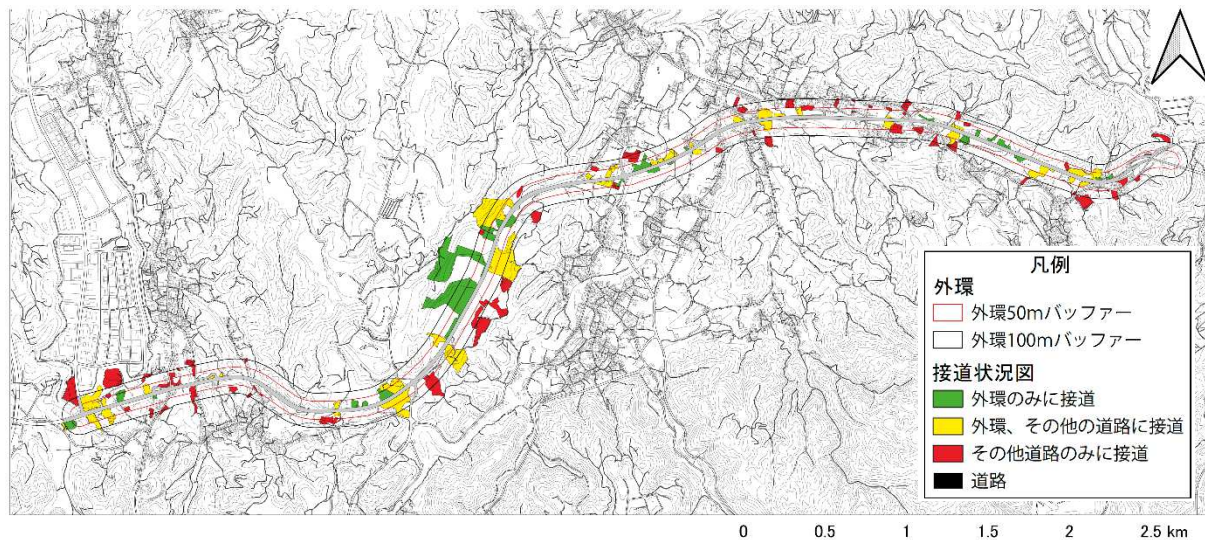 凡例
外環
外環50mバッファー
外環100mバッファー
接道状況図
外環のみに接道
外環、その他の道路に接道
その他道路のみに接道
道路
0 0.5 1 1.5 2 2.5 km